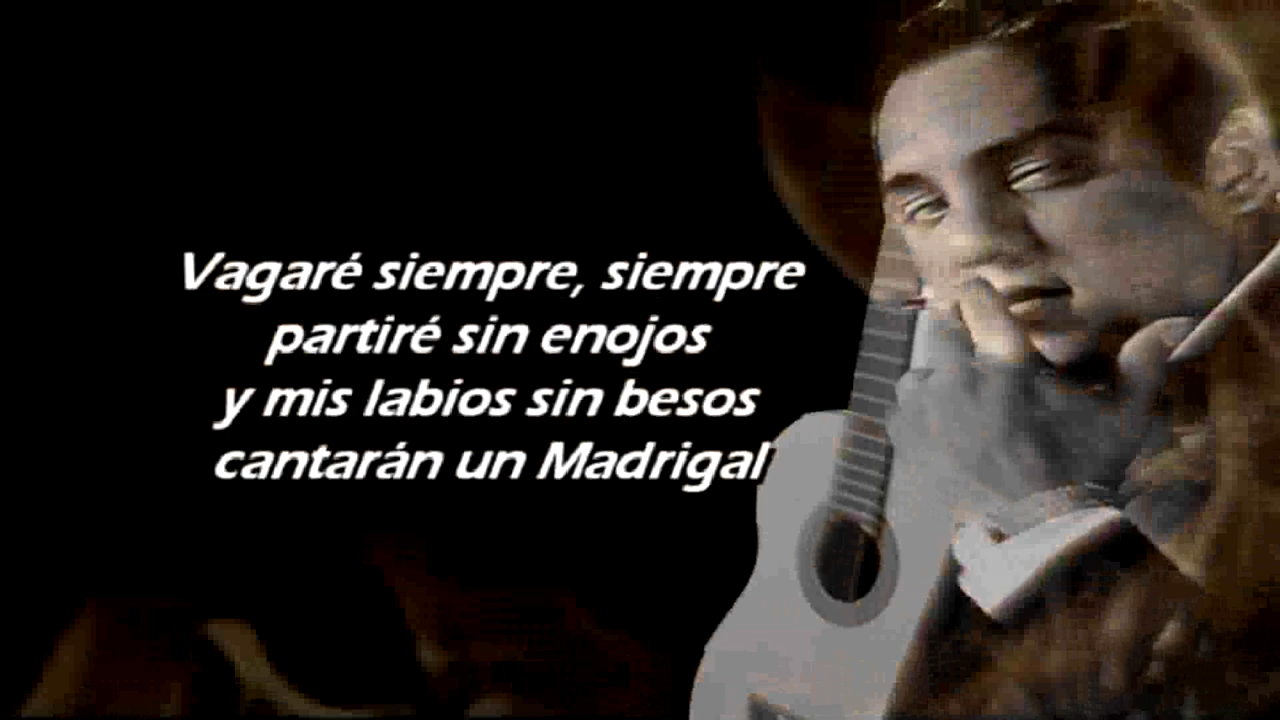 Vagaré siempre, siempre
partiré sin enojos
y mis labios sin besos
cantarán un Madrigal